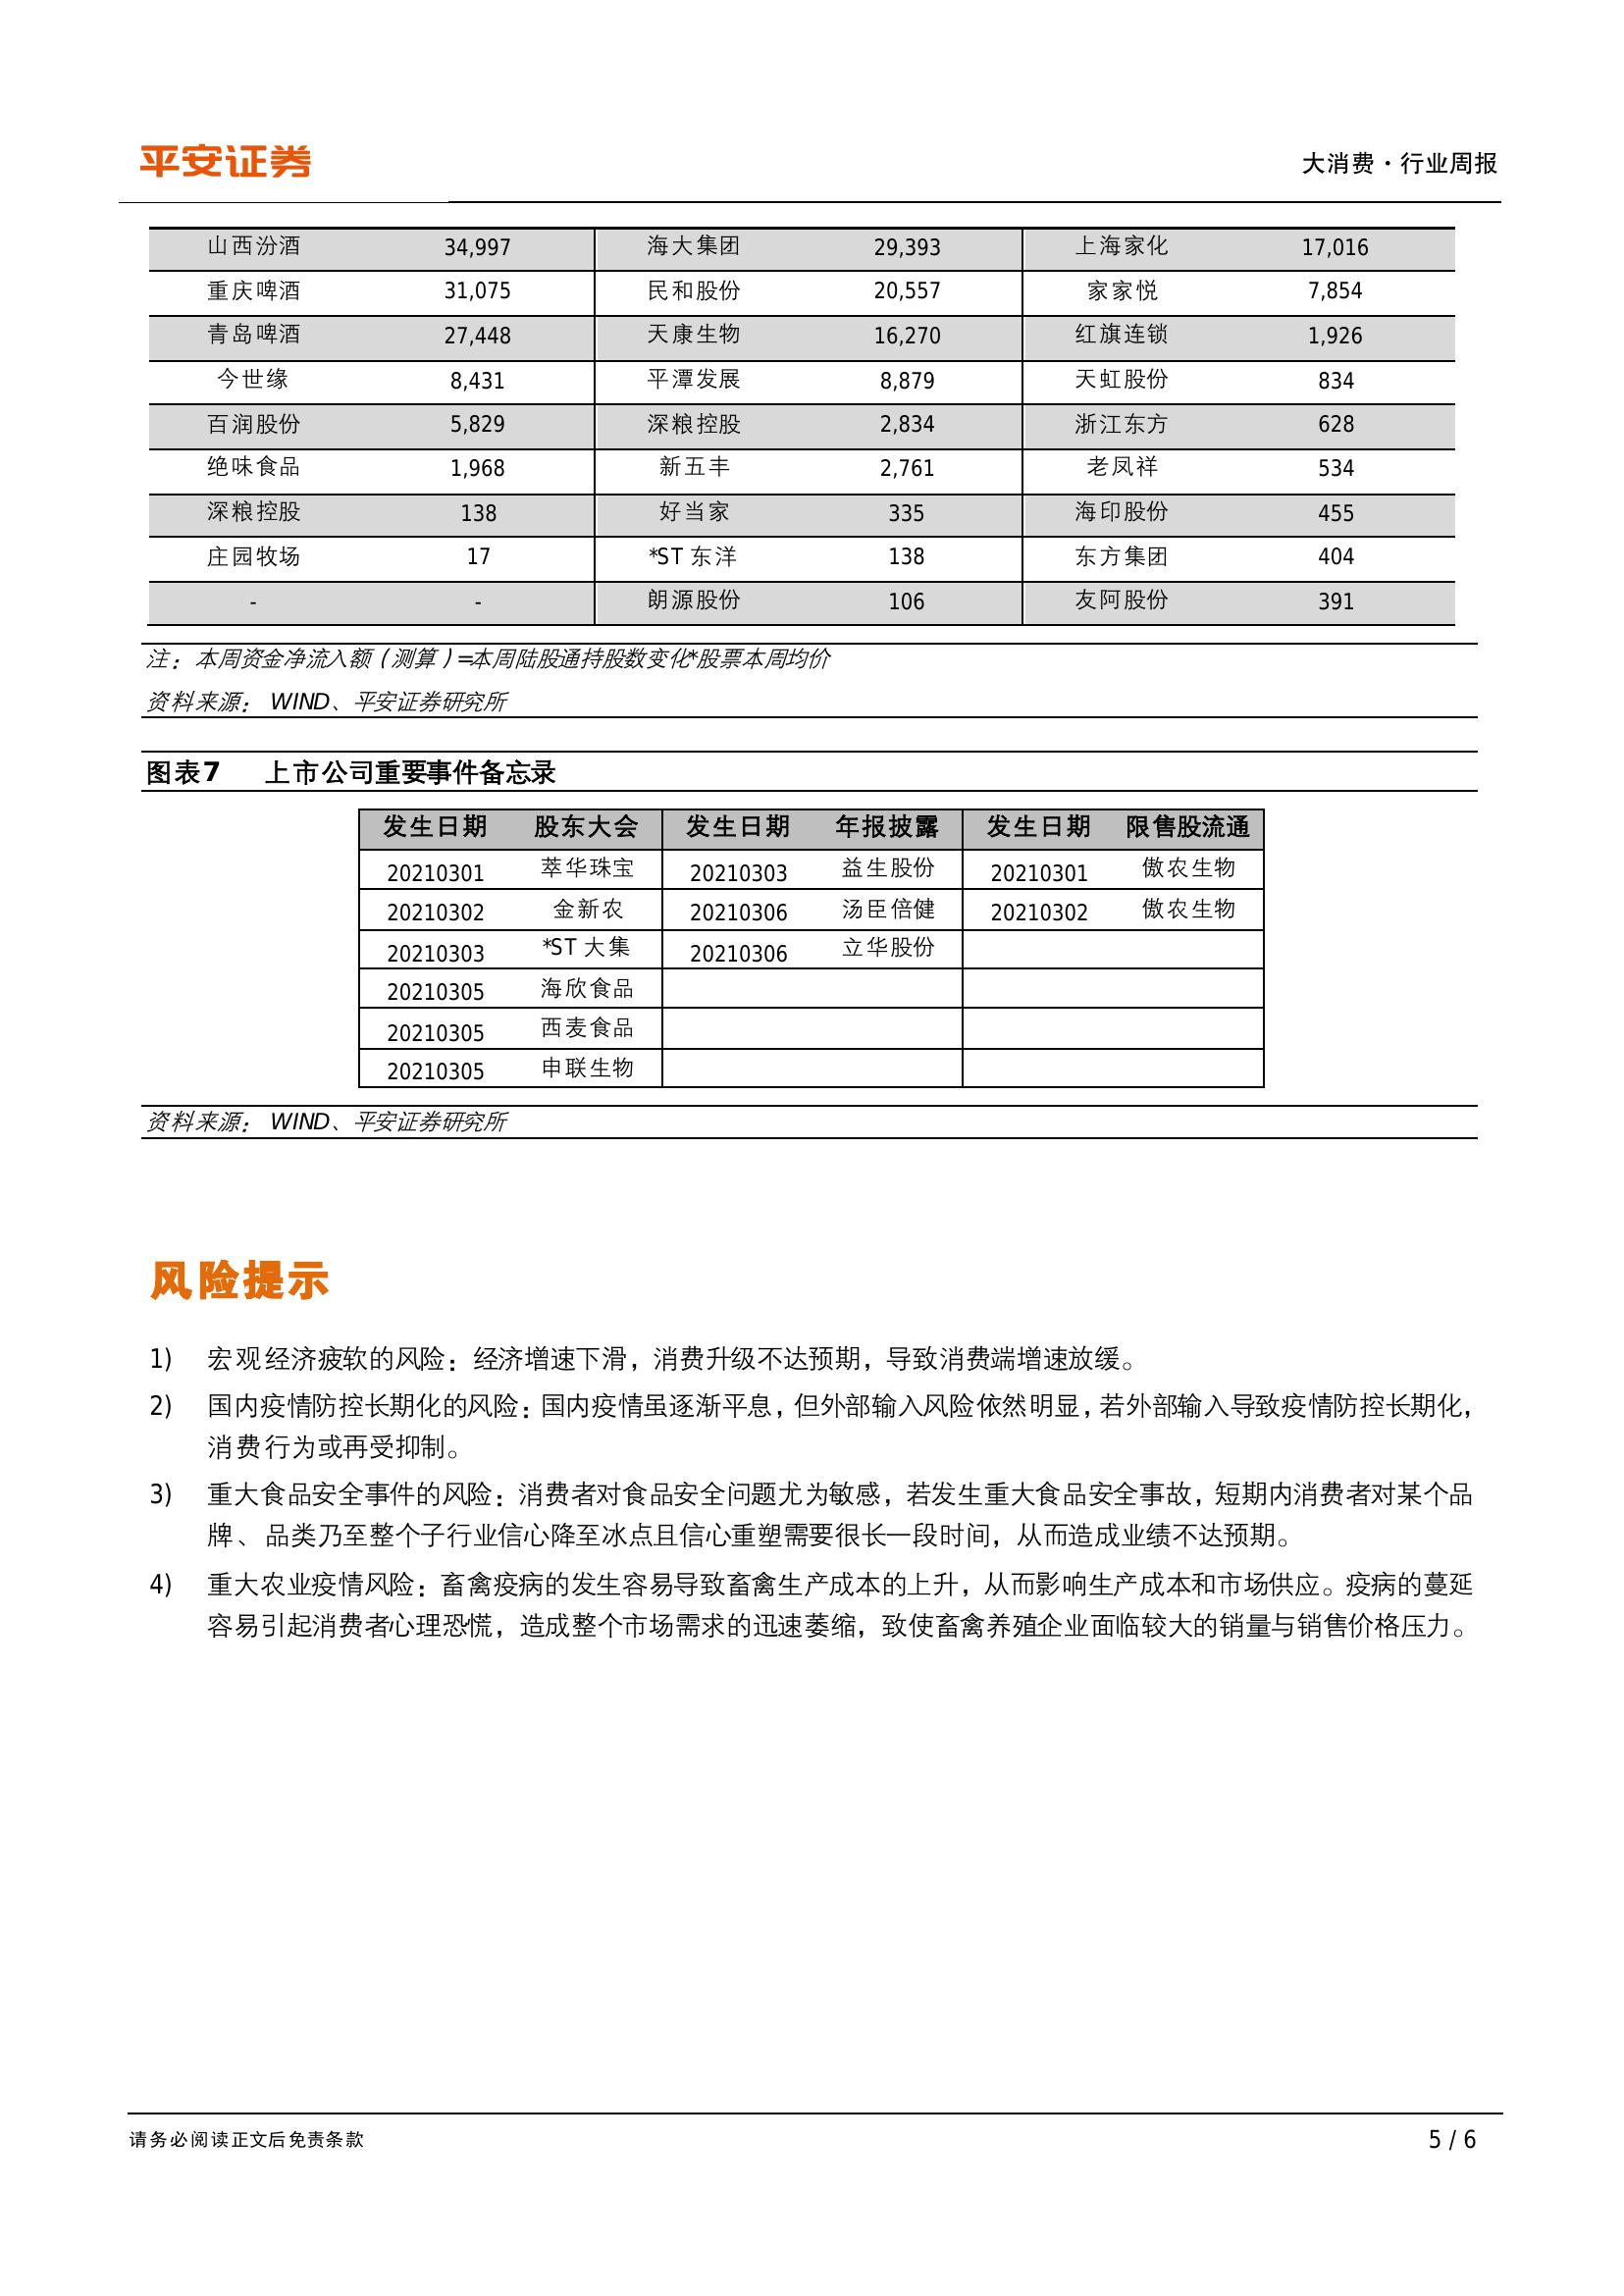 平安证券
大消费·行业周报
山西汾酒 34,997 海大集团 29,393 上海家化 17,016
重庆啤酒 31,075 民和股份 20,557 家家悦 7,854
青岛啤酒 27,448 天康生物 16,270 红旗连锁 1,926
今世缘 8,431 平潭发展 8,879 天虹股份 834
百润股份 5,829 深粮控股 2,834 浙江东方 628
绝味食品 1,968 新五丰 2,761 老凤祥 534
深粮控股 138 好当家 335 海印股份 455
庄园牧场 17 *ST 东洋 138 东方集团 404
- - 朗源股份 106 友阿股份 391
注：本周资金净流入额（测算）=本周陆股通持股数变化*股票本周均价
资料来源： WIND、平安证券研究所
图表7 上市公司重要事件备忘录
发生日期 股东大会 发生日期 年报披露 发生日期 限售股流通
20210301 萃华珠宝 20210303 益生股份 20210301 傲农生物
20210302 金新农 20210306 汤臣倍健 20210302 傲农生物
20210303 *ST 大集 20210306 立华股份
20210305 海欣食品
20210305 西麦食品
20210305 申联生物
资料来源： WIND、平安证券研究所
风险提示
1) 宏观经济疲软的风险：经济增速下滑，消费升级不达预期，导致消费端增速放缓。
2) 国内疫情防控长期化的风险：国内疫情虽逐渐平息，但外部输入风险依然明显，若外部输入导致疫情防控长期化，
消费行为或再受抑制。
3) 重大食品安全事件的风险：消费者对食品安全问题尤为敏感，若发生重大食品安全事故，短期内消费者对某个品
牌、品类乃至整个子行业信心降至冰点且信心重塑需要很长一段时间，从而造成业绩不达预期。
4) 重大农业疫情风险：畜禽疫病的发生容易导致畜禽生产成本的上升，从而影响生产成本和市场供应。疫病的蔓延
容易引起消费者心理恐慌，造成整个市场需求的迅速萎缩，致使畜禽养殖企业面临较大的销量与销售价格压力。
请务必阅读正文后免责条款
5 / 6